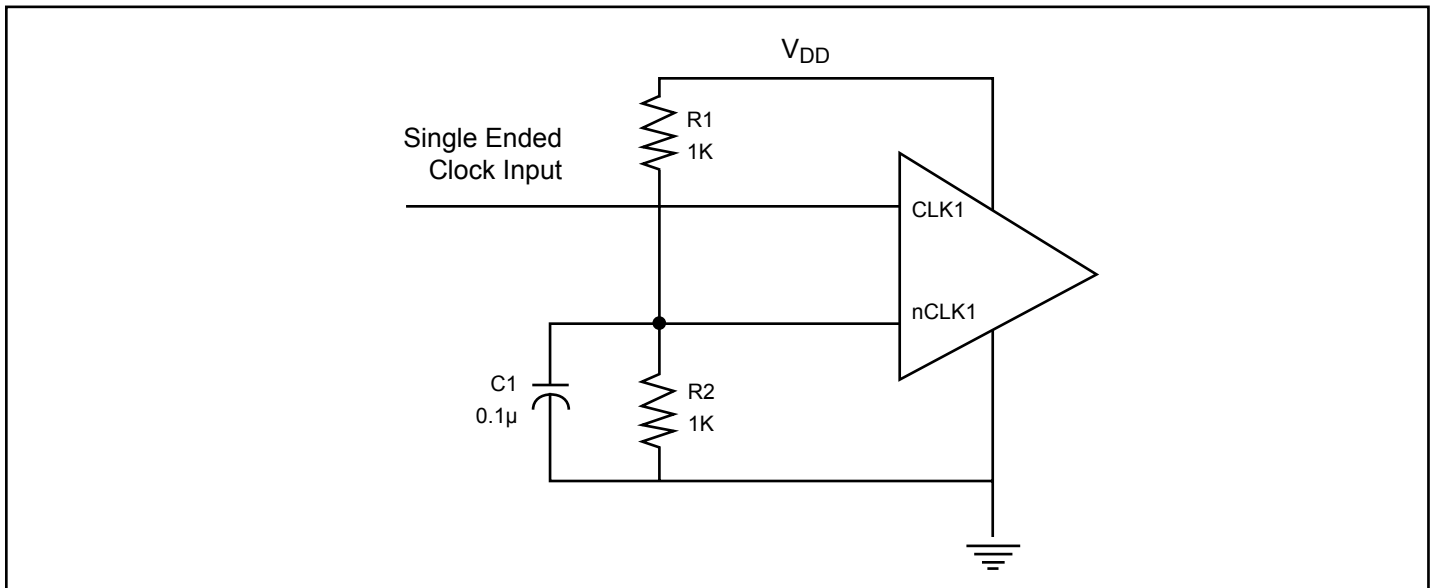 VDD
R1
1K
Single Ended
Clock Input
CLK1
nCLK1
C1
0.1µ
R2
1K